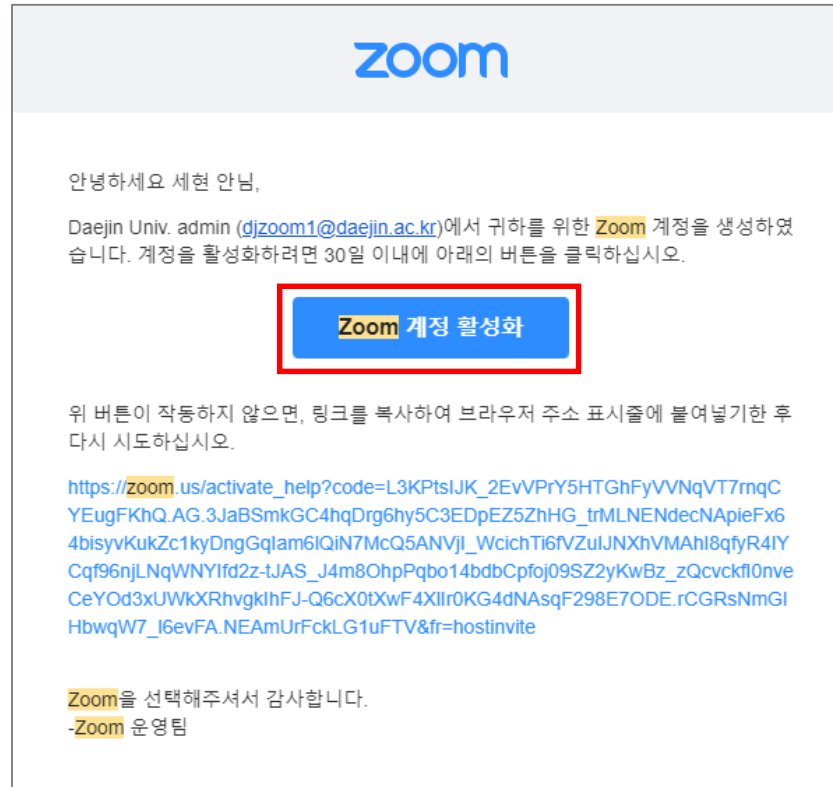 zoom
안녕하세요 세현 안님,
Daejin Univ. admin (djzoom1@daejin.ac.kr)에서 귀하를 위한 Zoom 계정을 생성하였
습니다. 계정을 활성화하려면 30일 이내에 아래의 버튼을 클릭하십시오.
Zoom 계정 활성화
위 버튼이 작동하지 않으면, 링크를 복사하여 브라우저 주소 표시줄에 붙여넣기한 후
다시 시도하십시오.
https://zoom.us/activate_help?code=L3KPtsIJK_2EvVPrY5HTGhFyVVNqVT7rnqC
YEugFKhQ.AG.3JaBSmkGC4hqDrg6hy5C3EDpEZ5ZhHG_trMLNENdecNApieFx6
4bisyvKukZc1kyDngGqIam6lQiN7McQ5ANVjI_WcichTi6fVZuIJNXhVMAhI8qfyR4IY
Cqf96njLNqWNYIfd2z-tJAS_J4m8OhpPqbo14bdbCpfoj09SZ2yKwBz_zQcvckfl0nve
CeYOd3xUWkXRhvgkIhFJ-Q6cX0tXwF4XIIr0KG4dNAsqF298E7ODE.rCGRsNmGI
HbwqW7_I6evFA.NEAmUrFckLG1uFTV&fr=hostinvite
Zoom을 선택해주셔서 감사합니다.
-Zoom 운영팀